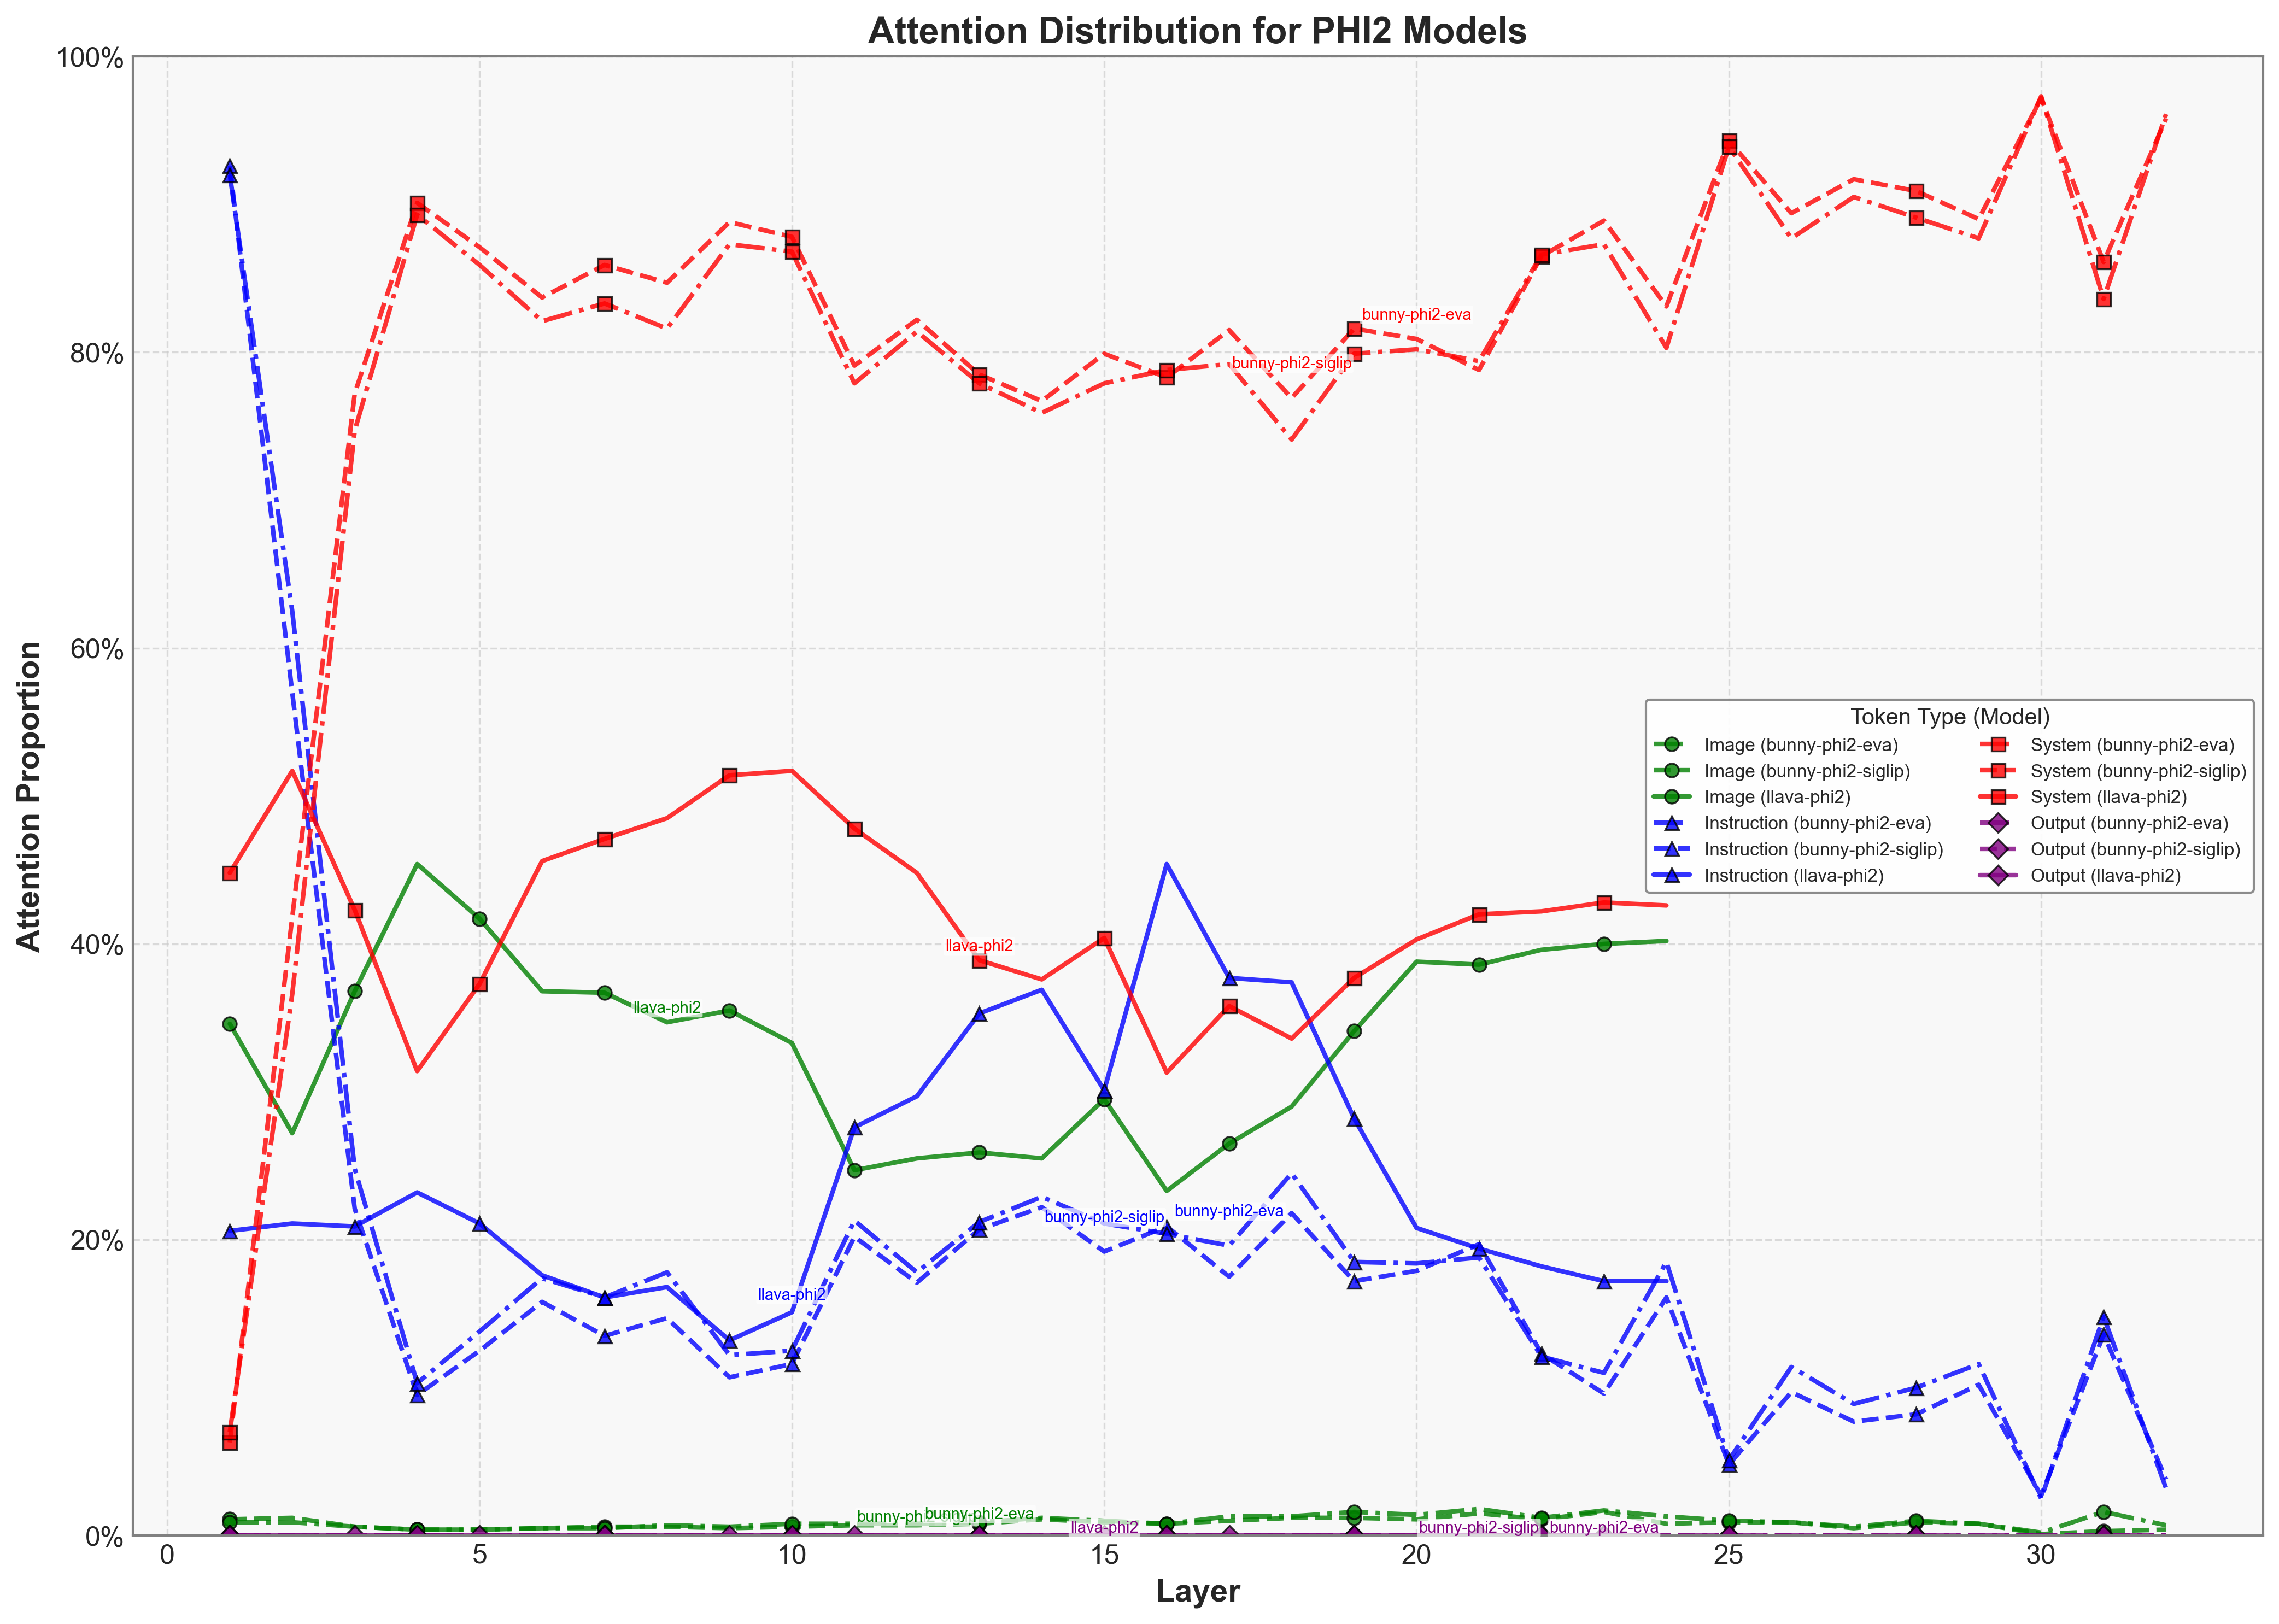 Attention Distribution for PHI2 Models
100%
80%
60%
40%
20%
0%
Attention Proportion
bunny-phi2-eva
bunny-phi2-siglip
Token Type (Model)
Image (bunny-phi2-eva)
Image (bunny-phi2-siglip)
Image (llava-phi2)
Instruction (bunny-phi2-eva)
Instruction (bunny-phi2-siglip)
Instruction (llava-phi2)
System (bunny-phi2-eva)
System (bunny-phi2-siglip)
System (llava-phi2)
Output (bunny-phi2-eva)
Output (bunny-phi2-siglip)
Output (llava-phi2)
llava-phi2
llava-phi2
bunny-phi2-siglip
bunny-phi2-eva
llava-phi2
bunny-phi2-eva
llava-phi2
bunny-phi2-siglip
bunny-phi2-eva
0
5
10
15
20
25
30
Layer